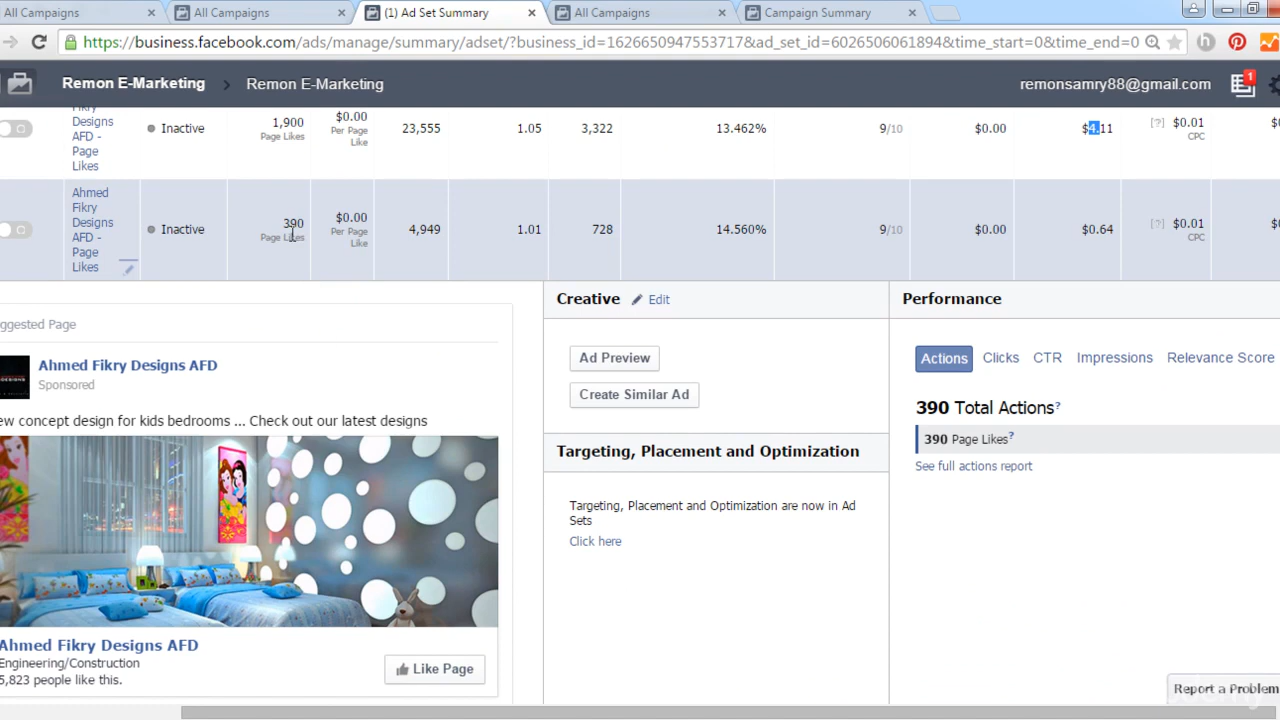 All Campaigns
All Campaigns
(1) Ad Set Summary
All Campaigns
Campaign Summary
https://business.facebook.com/ads/manage/summary/adset/?business_id=1626650947553717&ad_set_id=6026506061894&time_start=0&time_end=0
Remon E-Marketing
Remon E-Marketing
remonsamry88@gmail.com
1
Fikry
Designs
AFD -
Page
Likes
Inactive
1,900
Page Likes
$0.00
Per Page
Like
23,555
1.05
3,322
13.462%
9/10
$0.00
$4.11
[?]
$0.01
CPC
$0
Ahmed
Fikry
Designs
AFD -
Page
Likes
Inactive
390
Page Likes
$0.00
Per Page
Like
4,949
1.01
728
14.560%
9/10
$0.00
$0.64
[?]
$0.01
CPC
$0
ggested Page
Ahmed Fikry Designs AFD
Sponsored
ew concept design for kids bedrooms ... Check out our latest designs
Ahmed Fikry Designs AFD
Engineering/Construction
5,823 people like this.
Like Page
Creative
Edit
Ad Preview
Create Similar Ad
Targeting, Placement and Optimization
Targeting, Placement and Optimization are now in Ad
Sets
Click here
Performance
Actions
Clicks
CTR
Impressions
Relevance Score
390 Total Actions?
390 Page Likes?
See full actions report
Report a Problem